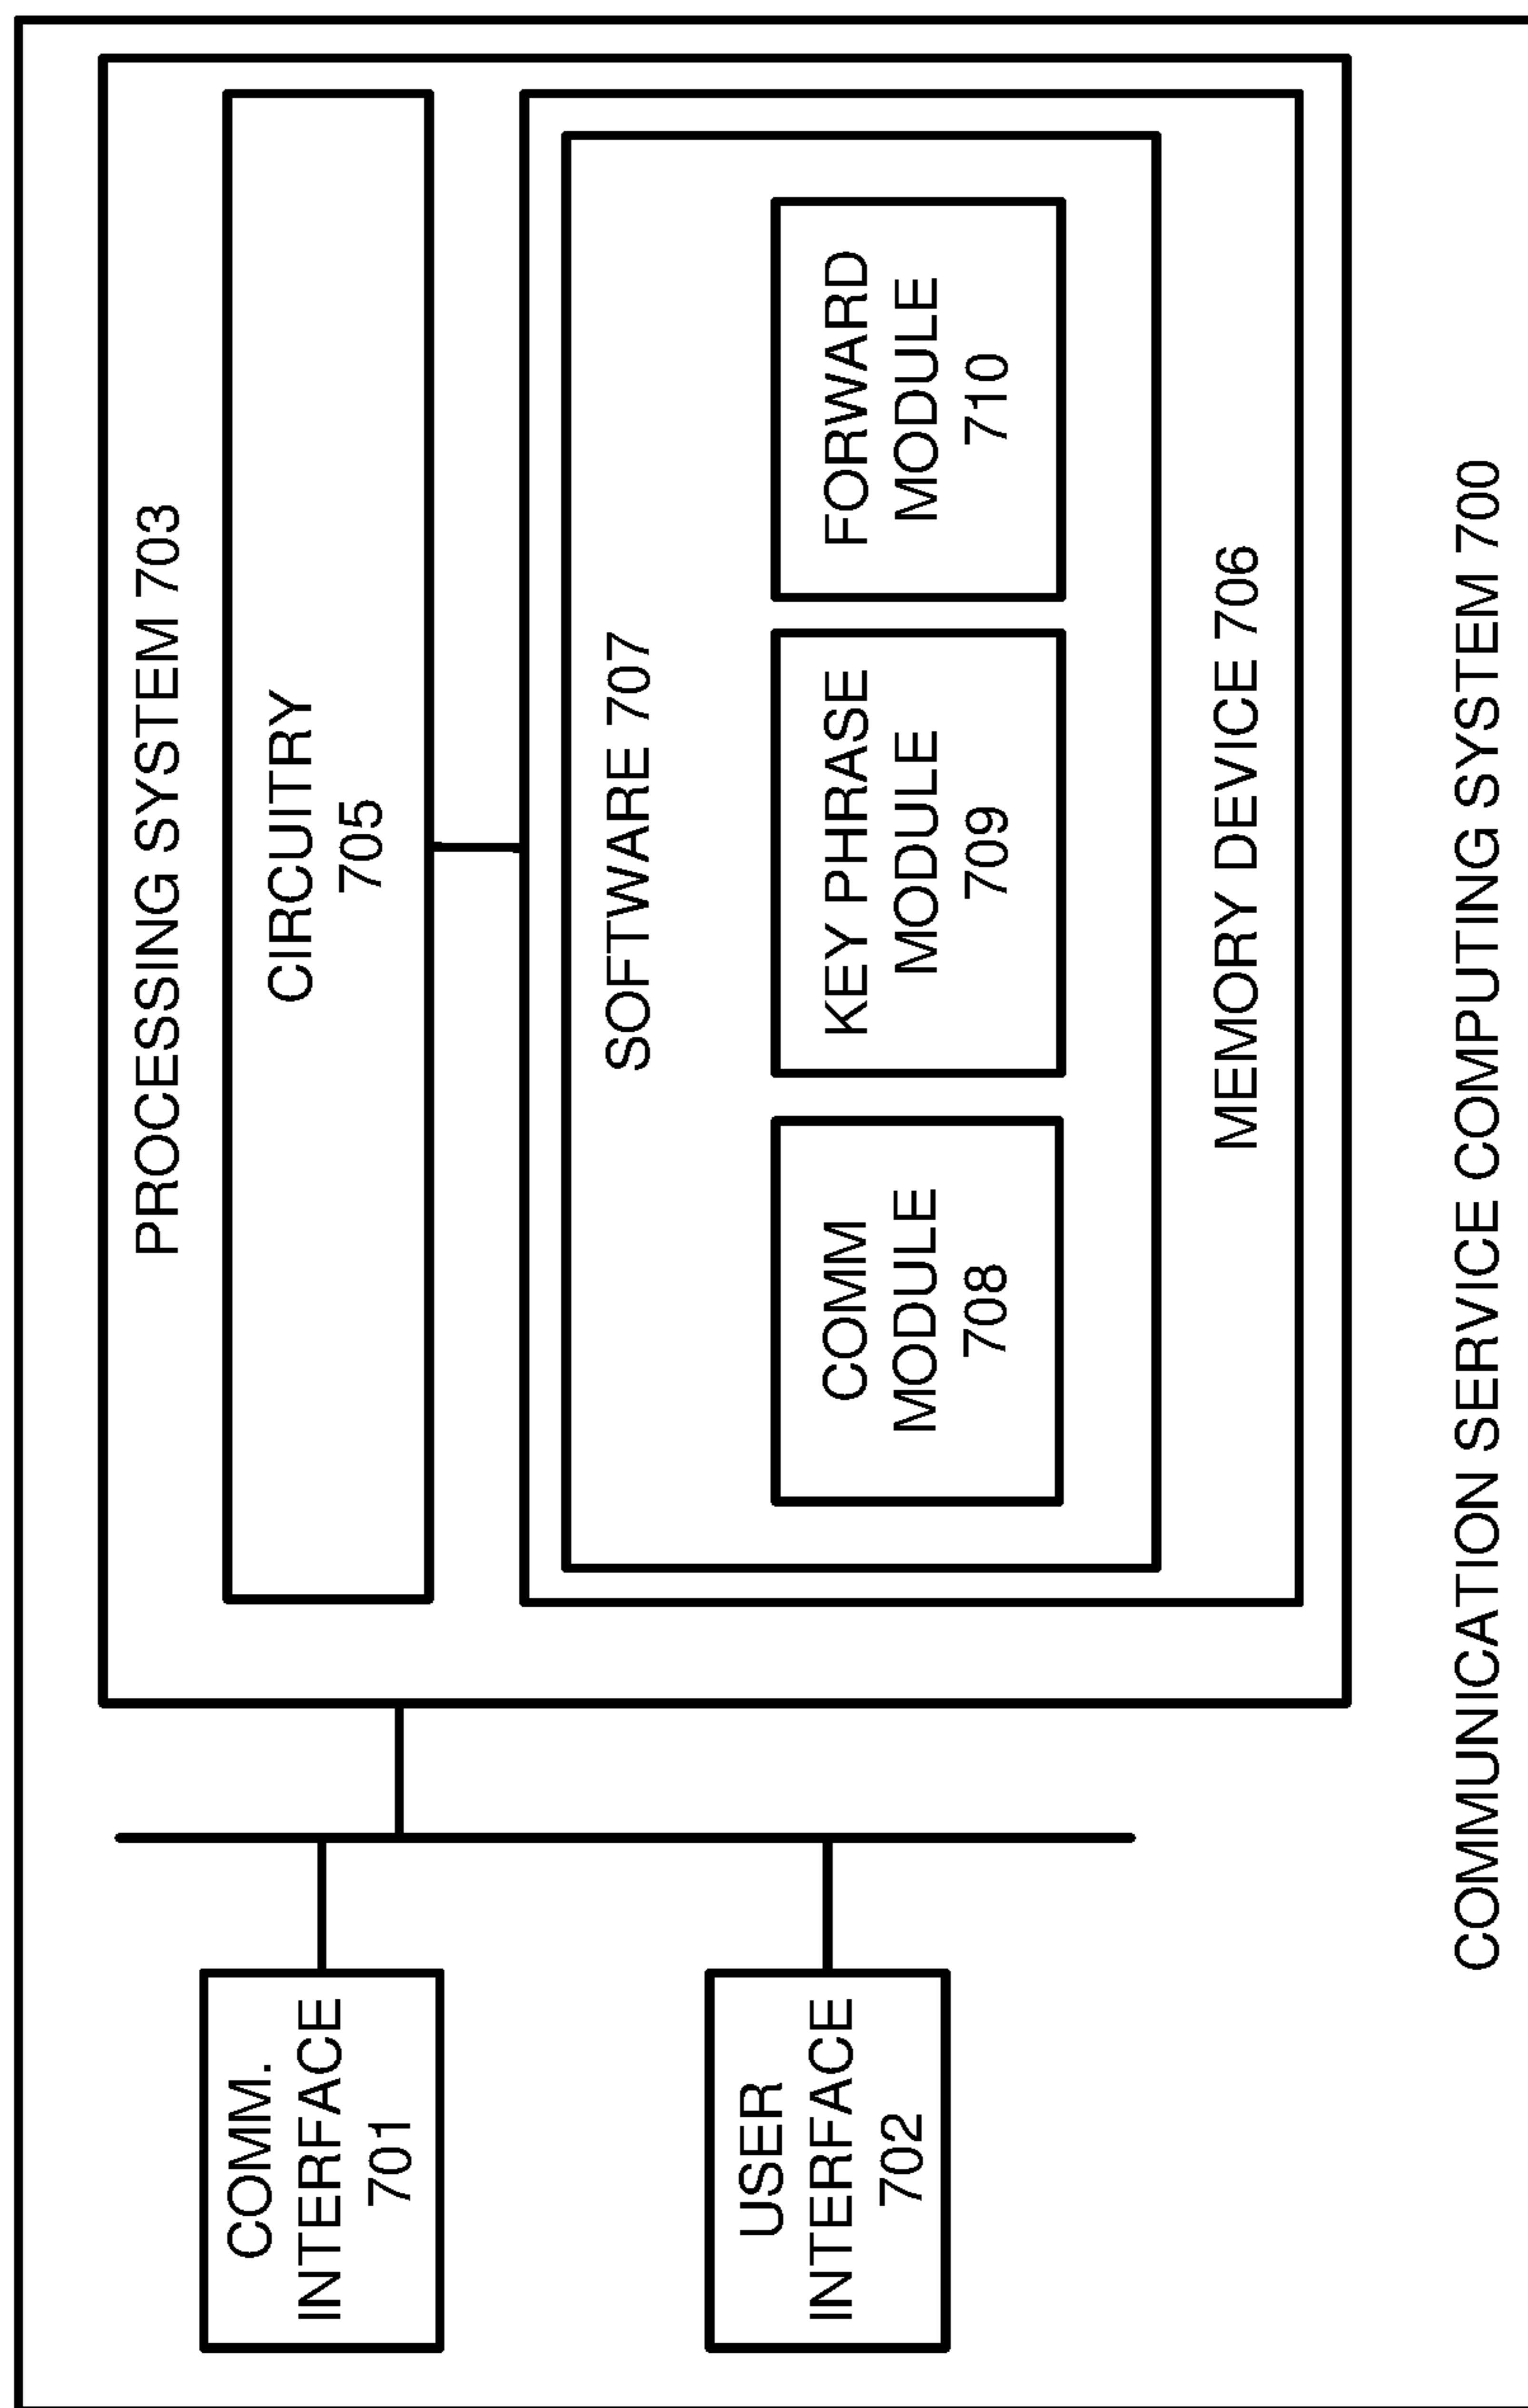 COMM.
INTERFACE
701
USER
INTERFACE
702
PROCESSING SYSTEM 703
CIRCUITRY
705
SOFTWARE 707
COMM
MODULE
708
KEY PHRASE
MODULE
709
FORWARD
MODULE
710
MEMORY DEVICE 706
COMMUNICATION SERVICE COMPUTING SYSTEM 700